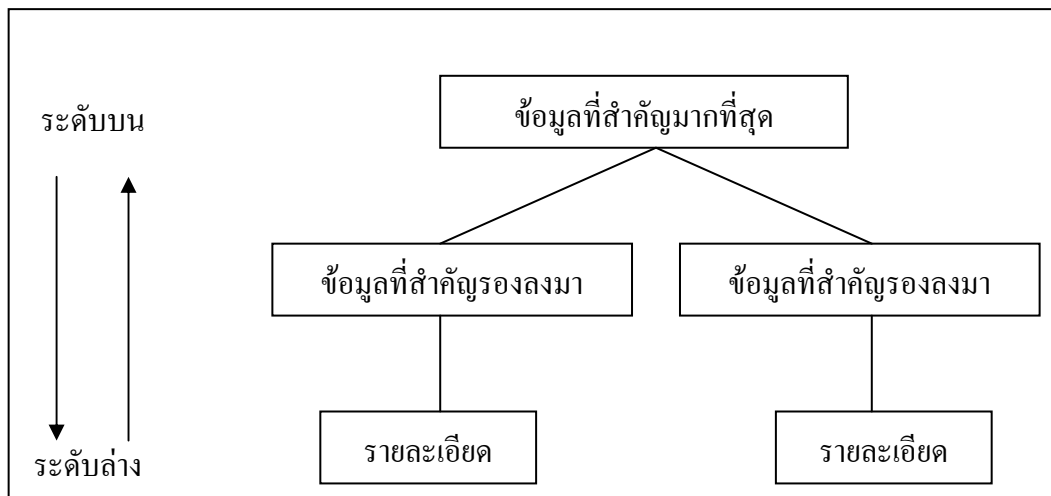 ข้อมูลที่สำคัญมากที่สุด
ระดับบน
ข้อมูลที่สำคัญรองลงมา
ข้อมูลที่สำคัญรองลงมา
รายละเอียด
รายละเอียด
ระดับล่าง